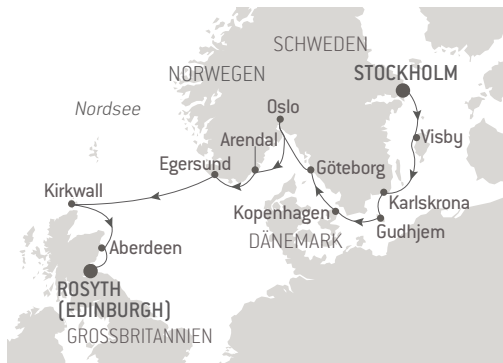 SCHWEDEN
STOCKHOLM
NORWEGEN
Oslo
Nordsee
Visby
Arendal
Egersund
Göteborg
Kirkwall
Karlskrona
Kopenhagen
Gudhjem
DÄNEMARK
Aberdeen
ROSYTH
(EDINBURGH)
GROSSBRITANNIEN